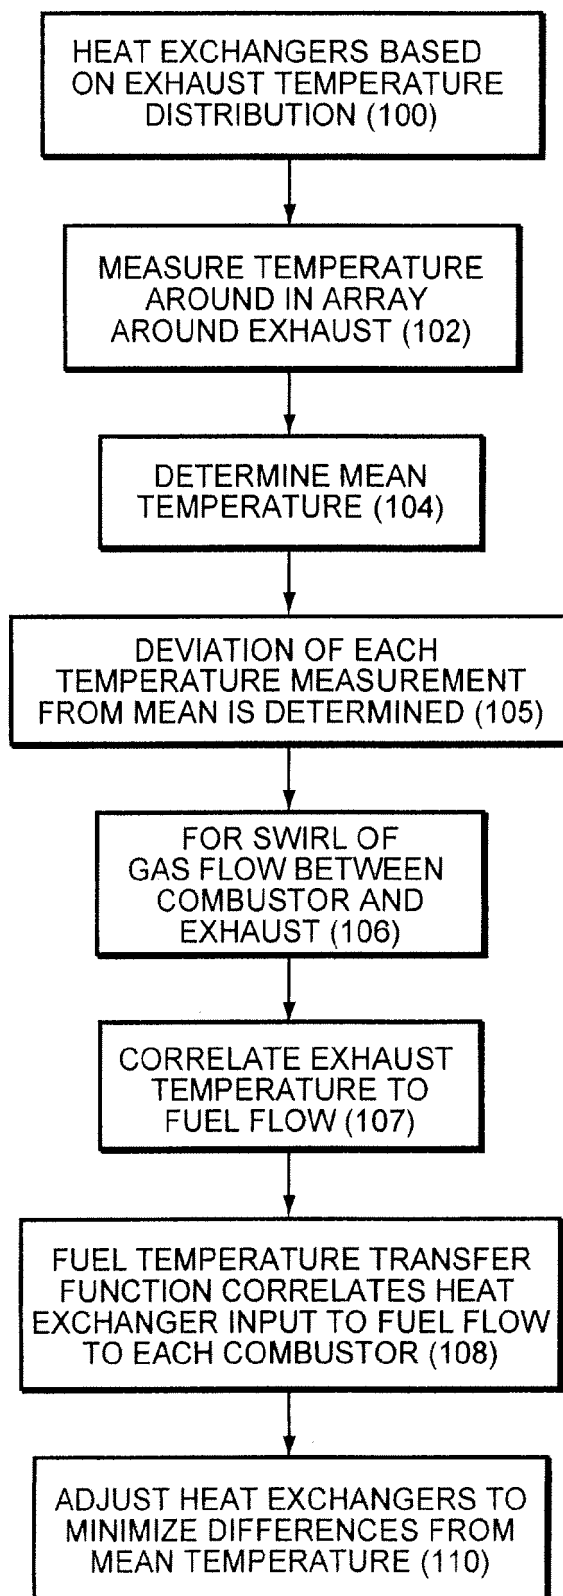 HEAT EXCHANGERS BASED
ON EXHAUST TEMPERATURE
DISTRIBUTION (100)
MEASURE TEMPERATURE
AROUND IN ARRAY
AROUND EXHAUST (102)
DETERMINE MEAN
TEMPERATURE (104)
DEVIATION OF EACH
TEMPERATURE MEASUREMENT
FROM MEAN IS DETERMINED (105)
FOR SWIRL OF
GAS FLOW BETWEEN
COMBUSTOR AND
EXHAUST (106)
CORRELATE EXHAUST
TEMPERATURE TO
FUEL FLOW (107)
FUEL TEMPERATURE TRANSFER
FUNCTION CORRELATES HEAT
EXCHANGER INPUT TO FUEL FLOW
TO EACH COMBUSTOR (108)
ADJUST HEAT EXCHANGERS TO
MINIMIZE DIFFERENCES FROM
MEAN TEMPERATURE (110)